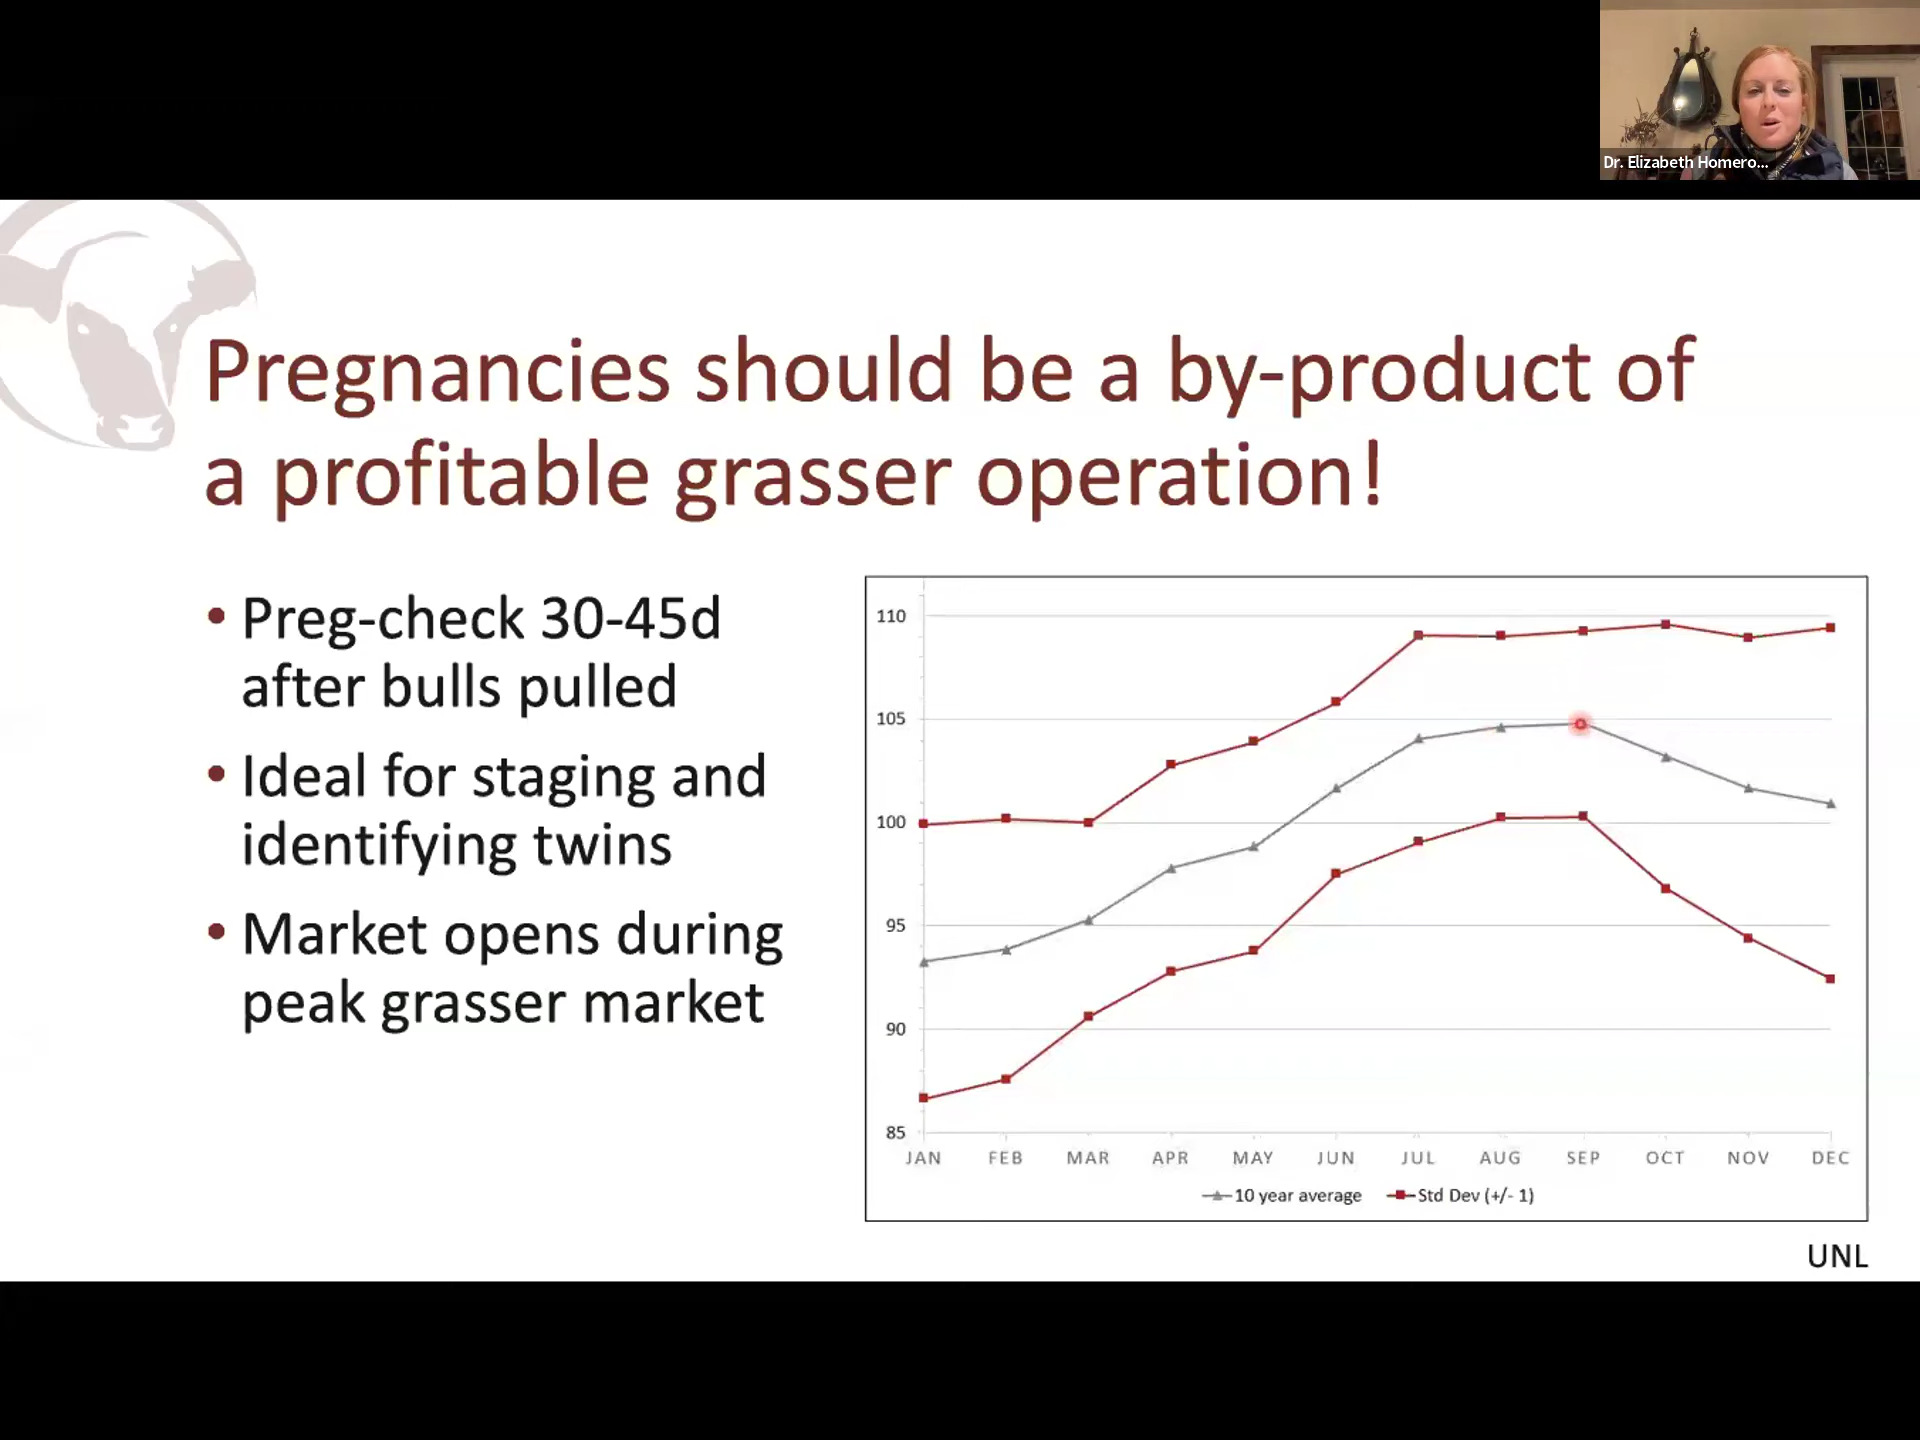 Dr. Elizabeth Homero...
Pregnancies should be a by-product of
a profitable grasser operation!
• Preg-check 30-45d
after bulls pulled
• Ideal for staging and
identifying twins
• Market opens during
peak grasser market
110
105
100
95
90
85
JAN FEB MAR APR MAY JUN JUL AUG SEP OCT NOV DEC
10 year average Std Dev (+/- 1)
UNL